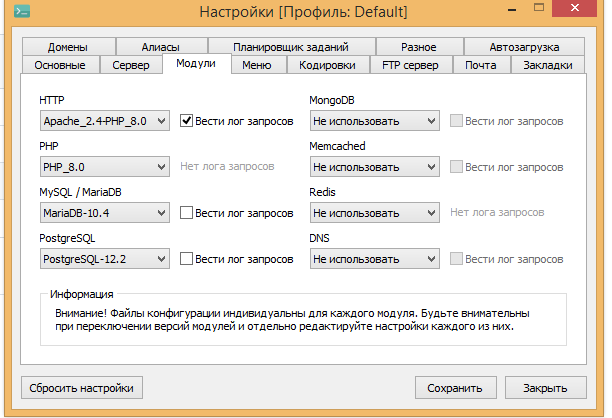 Настройки [Профиль: Default]
Домены Алиасы Планировщик заданий Разное Автозагрузка
Основные Сервер Модули Меню Кодировки FTP сервер Почта Закладки
HTTP MongoDB
Apache_2.4-PHP_8.0 Вести лог запросов Не использовать Вести лог запросов
PHP Memcached
PHP_8.0 Нет лога запросов Не использовать Вести лог запросов
MySQL / MariaDB Redis
MariaDB-10.4 Вести лог запросов Не использовать Нет лога запросов
PostgreSQL DNS
PostgreSQL-12.2 Вести лог запросов Не использовать Вести лог запросов
Информация
Внимание! Файлы конфигурации индивидуальны для каждого модуля. Будьте внимательны
при переключении версий модулей и отдельно редактируйте настройки каждого из них.
Сбросить настройки Сохранить Закрыть